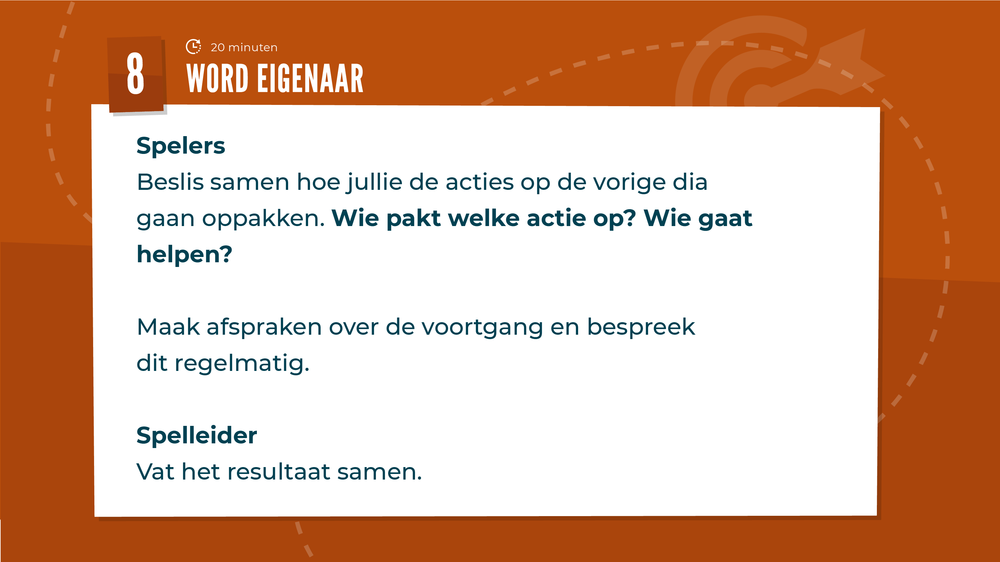 8
20 minuten
WORD EIGENAAR
Spelers
Beslis samen hoe jullie de acties op de vorige dia
gaan oppakken. Wie pakt welke actie op? Wie gaat
helpen?
Maak afspraken over de voortgang en bespreek
dit regelmatig.
Spelleider
Vat het resultaat samen.